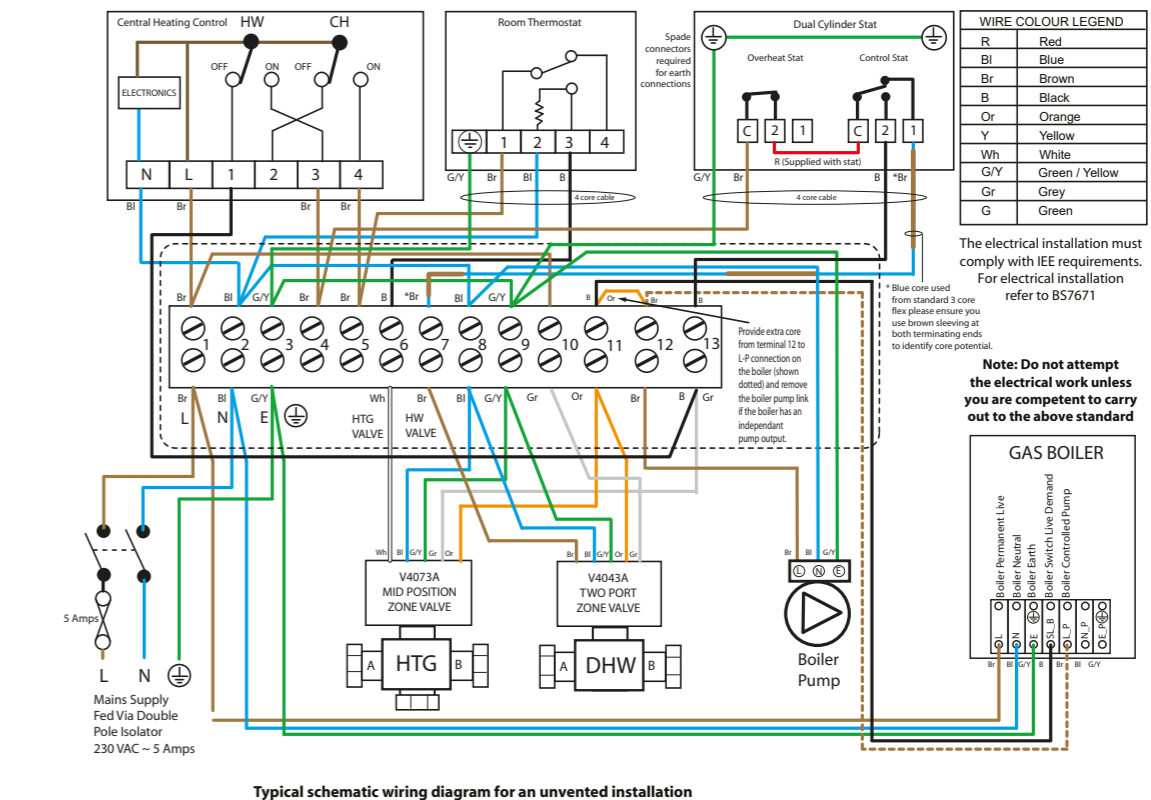 Central Heating Control
HW
CH
OFF
ON
OFF
ON
ELECTRONICS
N L 1 2 3 4
Bl Br Br Br
Room Thermostat
1 2 3 4
G/Y Br Bl B
4 core cable
Spade
connectors
required
for earth
connections
Dual Cylinder Stat
Overheat Stat
Control Stat
C 2 1 C 2 1
R (Supplied with stat)
G/Y Br B *Br
4 core cable
WIRE COLOUR LEGEND
R Red
Bl Blue
Br Brown
B Black
Or Orange
Y Yellow
Wh White
G/Y Green / Yellow
Gr Grey
G Green
The electrical installation must
comply with IEE requirements.
For electrical installation
refer to BS7671
* Blue core used
from standard 3 core
flex please ensure you
use brown sleeving at
both terminating ends
to identify core potential.
Note: Do not attempt
the electrical work unless
you are competent to carry
out to the above standard
Br Bl G/Y Br Br B *Br Bl G/Y B Or Br B
1 2 3 4 5 6 7 8 9 10 11 12 13
Provide extra core
from terminal 12 to
L-P connection on
the boiler (shown
dotted) and remove
the boiler pump link
if the boiler has an
independant
pump output.
Br Bl G/Y Wh Br Bl G/Y Gr Or Br B Gr
L N E
HTG
VALVE
HW
VALVE
5 Amps
L N
Mains Supply
Fed Via Double
Pole Isolator
230 VAC ~ 5 Amps
Wh Bl G/Y Gr Or
V4073A
MID POSITION
ZONE VALVE
A HTG B
Br Bl G/Y Or Gr
V4043A
TWO PORT
ZONE VALVE
A DHW B
Br Bl G/Y
L N E
Boiler
Pump
GAS BOILER
Boiler Permanent Live
Boiler Neutral
Boiler Earth
Boiler Switch Live Demand
Boiler Controlled Pump
L N E SL_B L_P N_P E_P
Br Bl G/Y B Br Bl G/Y
Typical schematic wiring diagram for an unvented installation